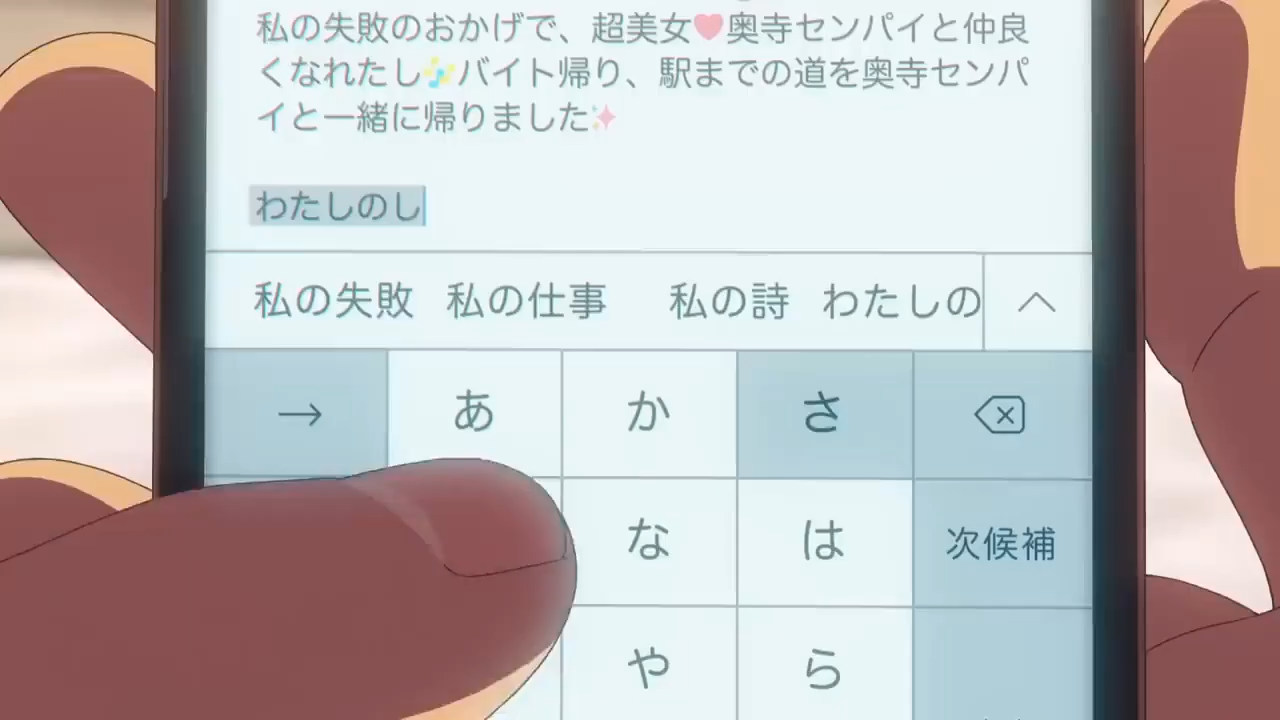 私の失敗のおかげで、超美女❤奥寺センパイと仲良
くなれたし🎶バイト帰り、駅までの道を奥寺センパ
イと一緒に帰りました✨
わたしのし
私の失敗 私の仕事 私の詩 わたしの
→ あ か さ
な は 次候補
や ら